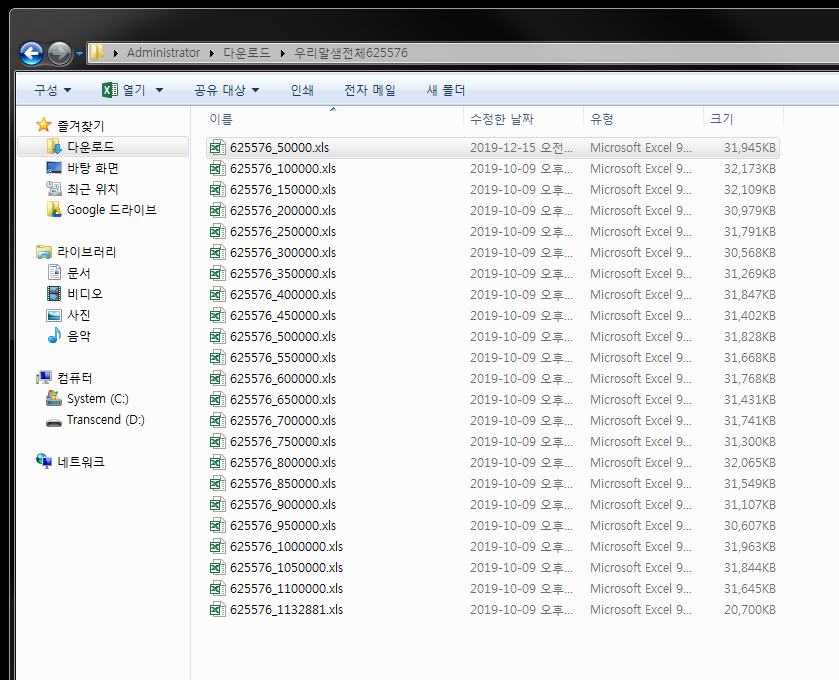 Administrator 다운로드 우리말샘전체625576
구성 열기 공유 대상 인쇄 전자 메일 새 폴더
즐겨찾기
다운로드
바탕 화면
최근 위치
Google 드라이브
라이브러리
문서
비디오
사진
음악
컴퓨터
System (C:)
Transcend (D:)
네트워크
이름 수정한 날짜 유형 크기
625576_50000.xls 2019-12-15 오전... Microsoft Excel 9... 31,945KB
625576_100000.xls 2019-10-09 오후... Microsoft Excel 9... 32,173KB
625576_150000.xls 2019-10-09 오후... Microsoft Excel 9... 32,109KB
625576_200000.xls 2019-10-09 오후... Microsoft Excel 9... 30,979KB
625576_250000.xls 2019-10-09 오후... Microsoft Excel 9... 31,791KB
625576_300000.xls 2019-10-09 오후... Microsoft Excel 9... 30,568KB
625576_350000.xls 2019-10-09 오후... Microsoft Excel 9... 31,269KB
625576_400000.xls 2019-10-09 오후... Microsoft Excel 9... 31,847KB
625576_450000.xls 2019-10-09 오후... Microsoft Excel 9... 31,402KB
625576_500000.xls 2019-10-09 오후... Microsoft Excel 9... 31,828KB
625576_550000.xls 2019-10-09 오후... Microsoft Excel 9... 31,668KB
625576_600000.xls 2019-10-09 오후... Microsoft Excel 9... 31,768KB
625576_650000.xls 2019-10-09 오후... Microsoft Excel 9... 31,431KB
625576_700000.xls 2019-10-09 오후... Microsoft Excel 9... 31,741KB
625576_750000.xls 2019-10-09 오후... Microsoft Excel 9... 31,300KB
625576_800000.xls 2019-10-09 오후... Microsoft Excel 9... 32,065KB
625576_850000.xls 2019-10-09 오후... Microsoft Excel 9... 31,549KB
625576_900000.xls 2019-10-09 오후... Microsoft Excel 9... 31,107KB
625576_950000.xls 2019-10-09 오후... Microsoft Excel 9... 30,607KB
625576_1000000.xls 2019-10-09 오후... Microsoft Excel 9... 31,963KB
625576_1050000.xls 2019-10-09 오후... Microsoft Excel 9... 31,844KB
625576_1100000.xls 2019-10-09 오후... Microsoft Excel 9... 31,645KB
625576_1132881.xls 2019-10-09 오후... Microsoft Excel 9... 20,700KB